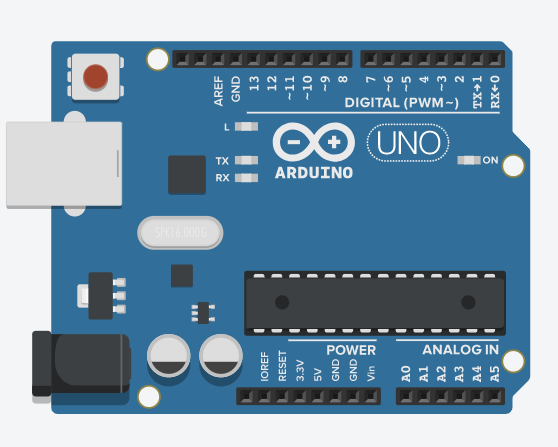 AREF
GND
13
12
~11
~10
~9
8
7
~6
~5
4
~3
2
TX→1
RX←0
DIGITAL (PWM~)
L
TX
RX
UNO
ON
ARDUINO
SPK16.000G
POWER
ANALOG IN
IOREF
RESET
3.3V
5V
GND
GND
Vin
A0
A1
A2
A3
A4
A5